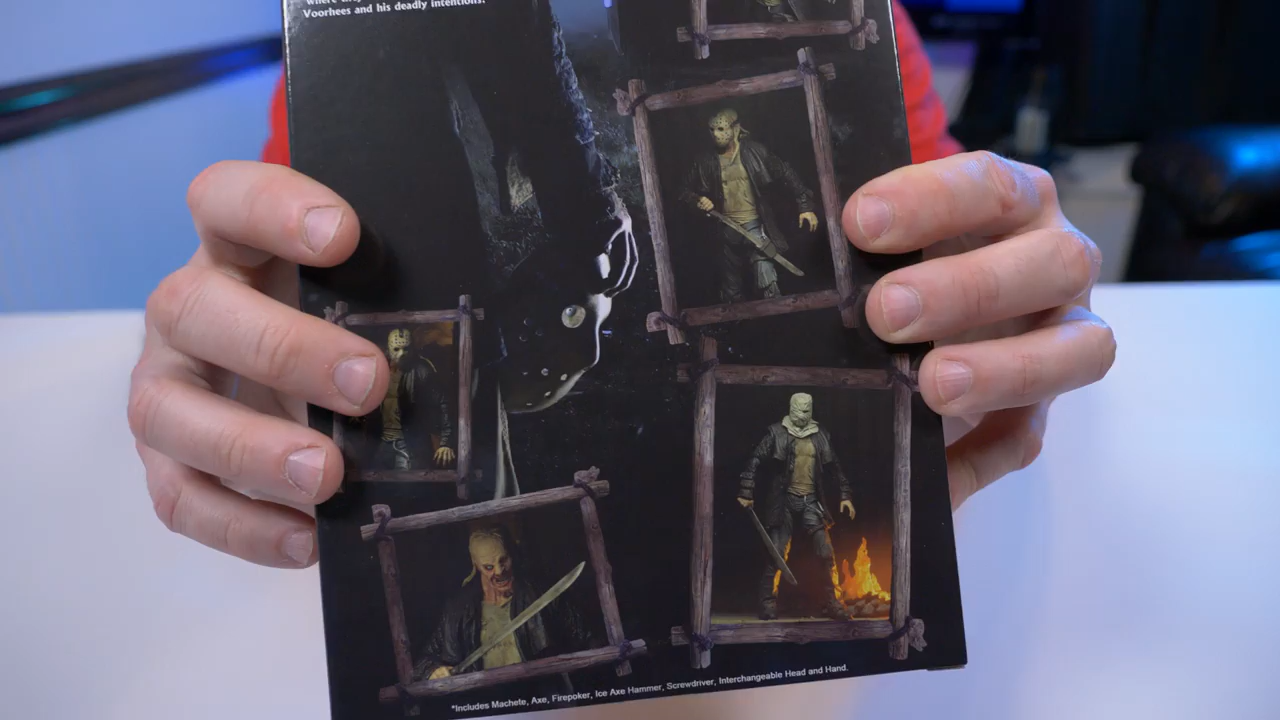 Voorhees and his deadly intentions.
*Includes Machete, Axe, Firepoker, Ice Axe Hammer, Screwdriver, Interchangeable Head and Hand.